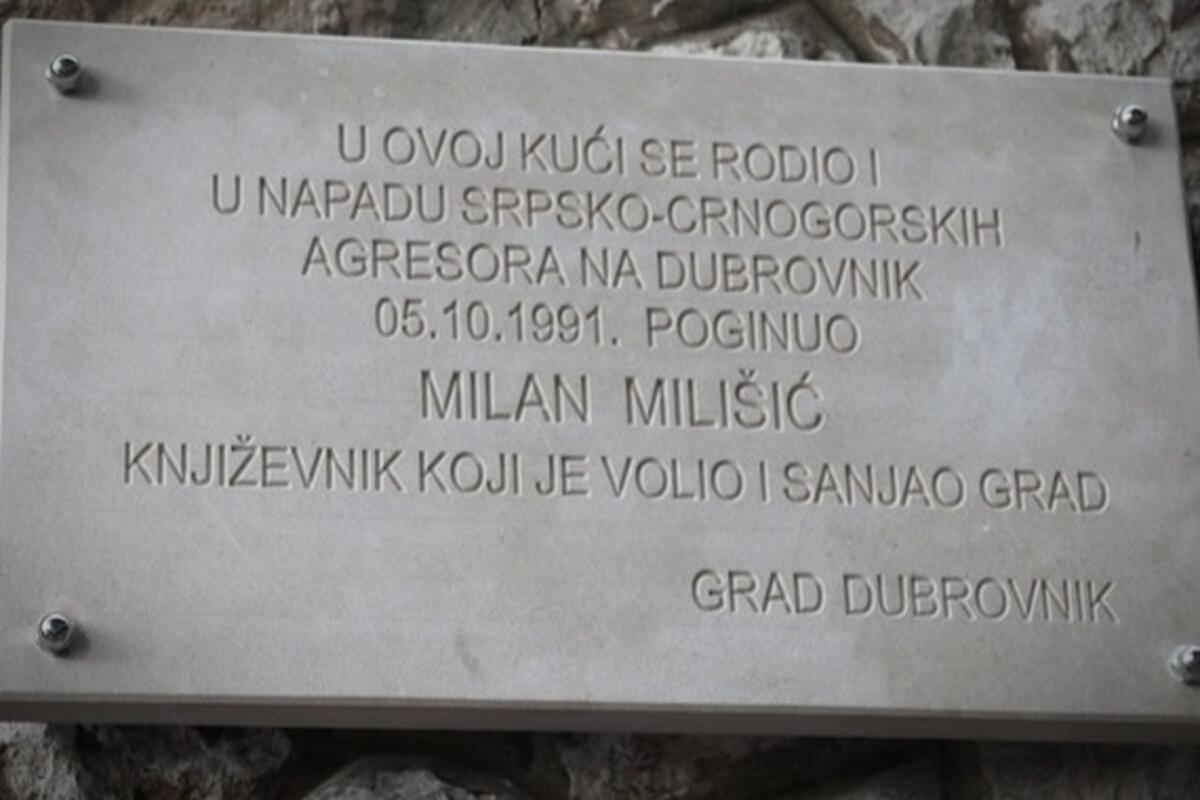 U OVOJ KUĆI SE RODIO I
U NAPADU SRPSKO-CRNOGORSKIH
AGRESORA NA DUBROVNIK
05.10.1991. POGINUO
MILAN MILIŠIĆ
KNJIŽEVNIK KOJI JE VOLIO I SANJAO GRAD
GRAD DUBROVNIK